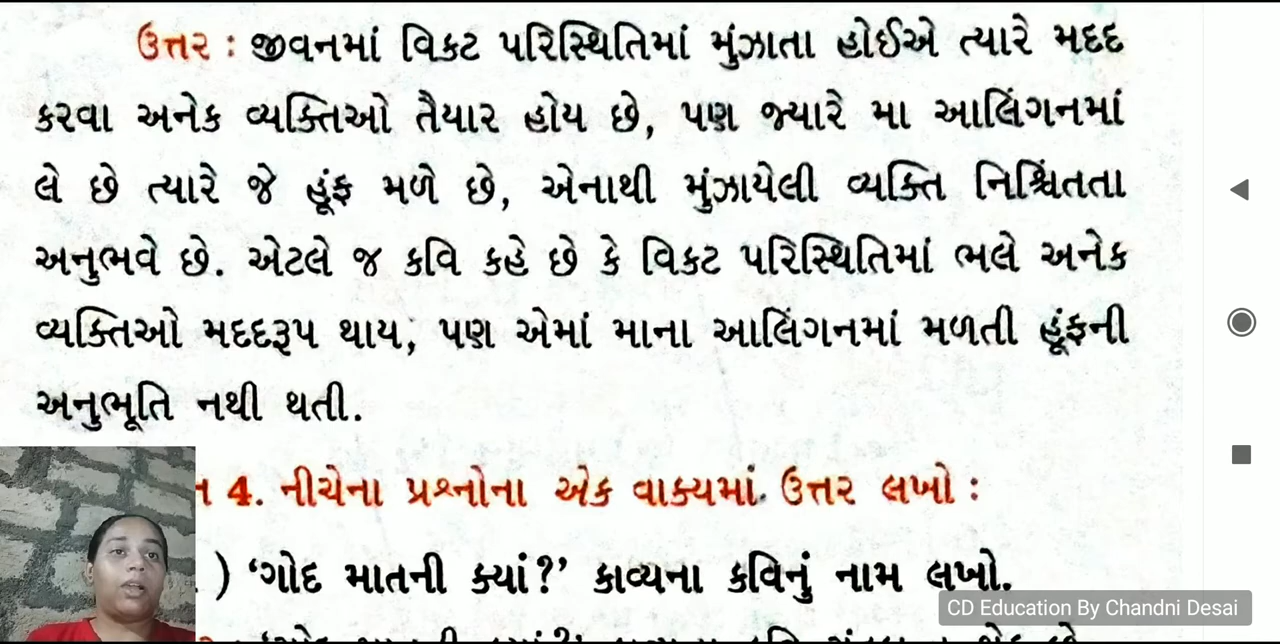 ઉત્તર : જીવનમાં વિકટ પરિસ્થિતિમાં મુંઝાતા હોઈએ ત્યારે મદદ
કરવા અનેક વ્યક્તિઓ તૈયાર હોય છે, પણ જ્યારે મા આલિંગનમાં
લે છે ત્યારે જે હૂંફ મળે છે, એનાથી મુંઝાયેલી વ્યક્તિ નિશ્ચિંતતા
અનુભવે છે. એટલે જ કવિ કહે છે કે વિકટ પરિસ્થિતિમાં ભલે અનેક
વ્યક્તિઓ મદદરૂપ થાય, પણ એમાં માના આલિંગનમાં મળતી હૂંફની
અનુભૂતિ નથી થતી.
4. નીચેના પ્રશ્નોના એક વાક્યમાં ઉત્તર લખો :
) ‘ગોદ માતની ક્યાં?’ કાવ્યના કવિનું નામ લખો.
CD Education By Chandni Desai